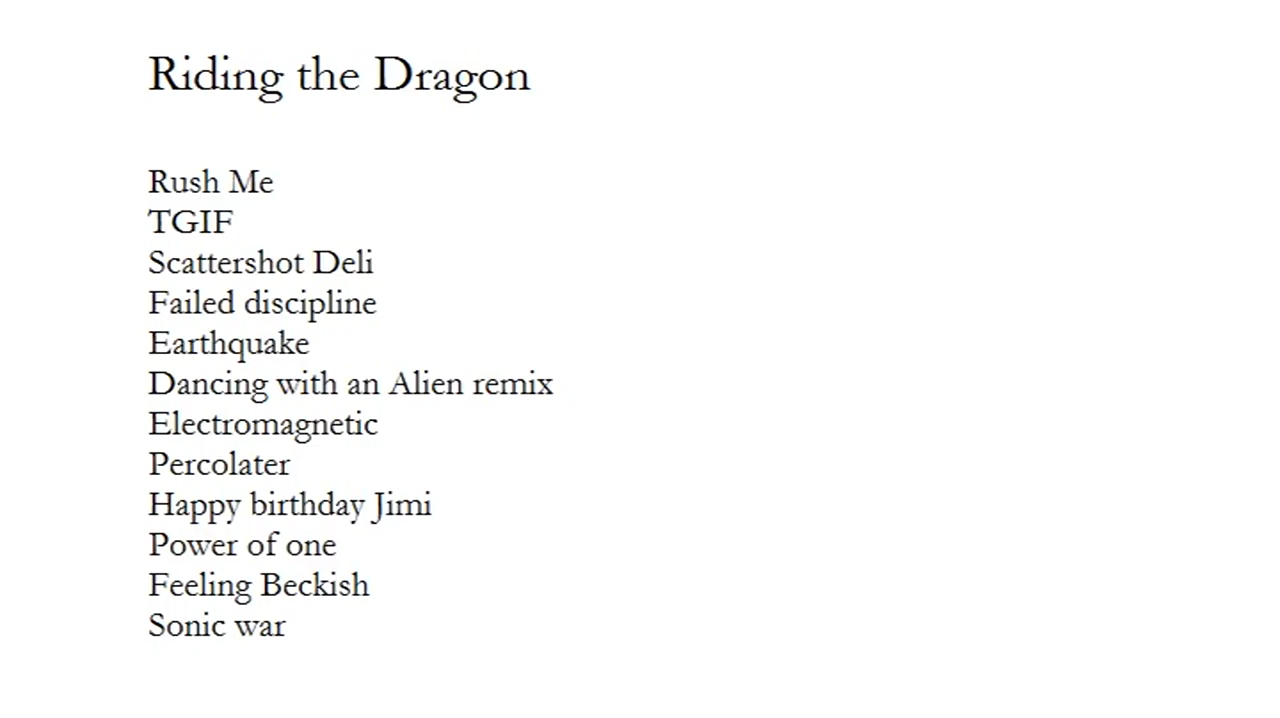 Riding the Dragon
Rush Me
TGIF
Scattershot Deli
Failed discipline
Earthquake
Dancing with an Alien remix
Electromagnetic
Percolater
Happy birthday Jimi
Power of one
Feeling Beckish
Sonic war